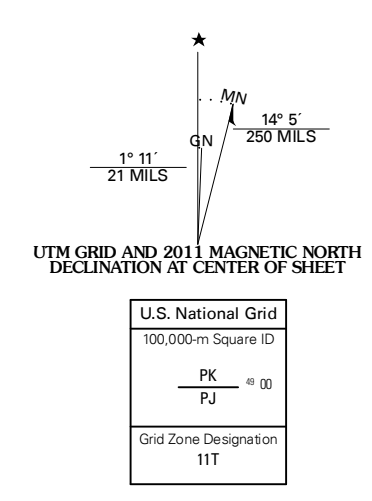 MN
GN
1° 11´
21 MILS
14° 5´
250 MILS
UTM GRID AND 2011 MAGNETIC NORTH
DECLINATION AT CENTER OF SHEET
U.S. National Grid
100,000-m Square ID
PK
PJ
49 00
Grid Zone Designation
11T